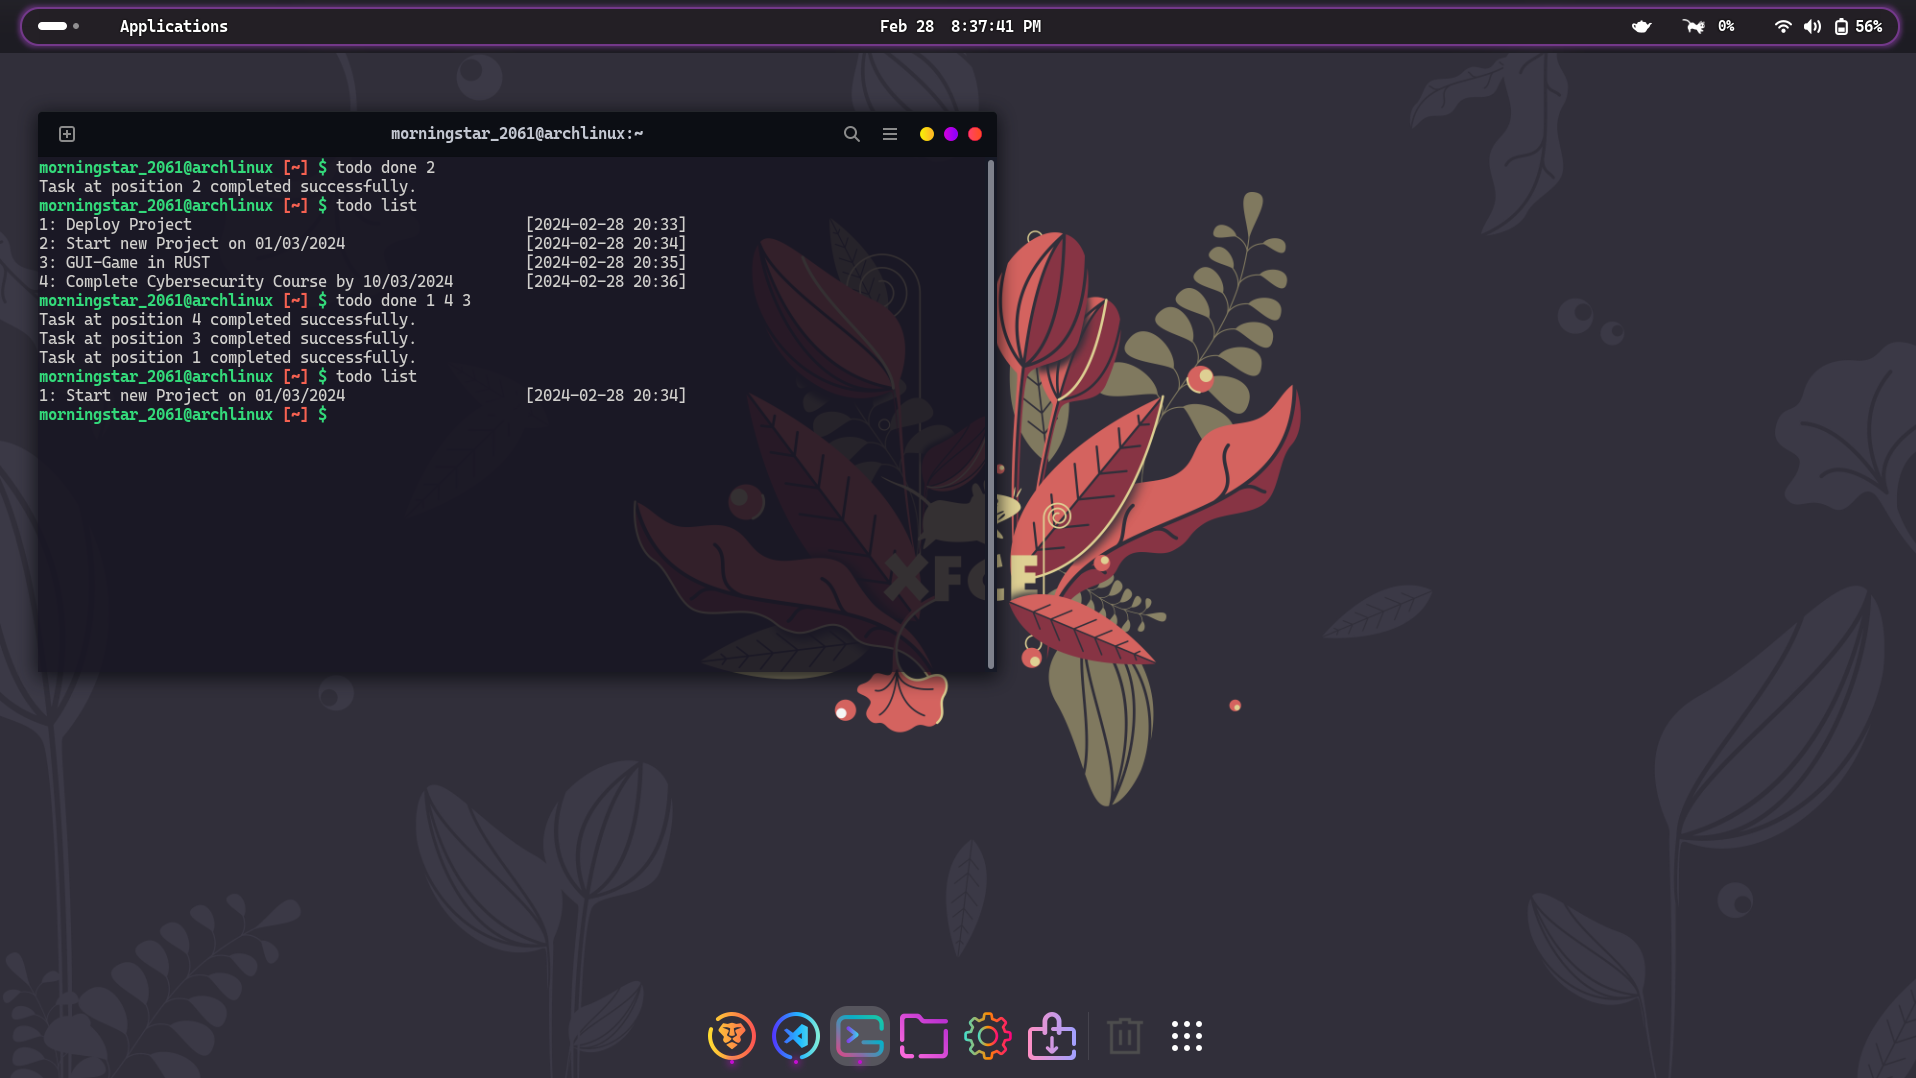 Applications
Feb 28 8:37:41 PM
0%
56%
morningstar_2061@archlinux:~
morningstar_2061@archlinux [~] $ todo done 2
Task at position 2 completed successfully.
morningstar_2061@archlinux [~] $ todo list
1: Deploy Project [2024-02-28 20:33]
2: Start new Project on 01/03/2024 [2024-02-28 20:34]
3: GUI-Game in RUST [2024-02-28 20:35]
4: Complete Cybersecurity Course by 10/03/2024 [2024-02-28 20:36]
morningstar_2061@archlinux [~] $ todo done 1 4 3
Task at position 4 completed successfully.
Task at position 3 completed successfully.
Task at position 1 completed successfully.
morningstar_2061@archlinux [~] $ todo list
1: Start new Project on 01/03/2024 [2024-02-28 20:34]
morningstar_2061@archlinux [~] $
XFCE